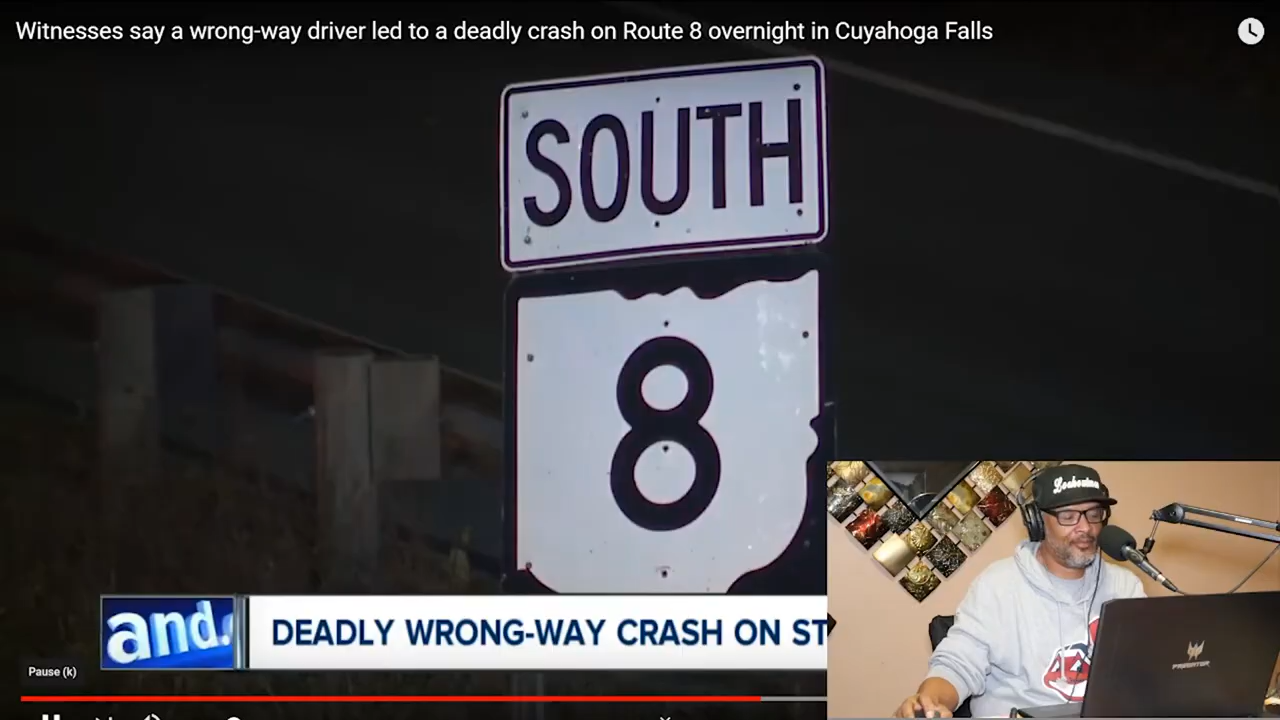 Witnesses say a wrong-way driver led to a deadly crash on Route 8 overnight in Cuyahoga Falls
SOUTH
8
and.
DEADLY WRONG-WAY CRASH ON ST
Pause (k)
PREDATOR